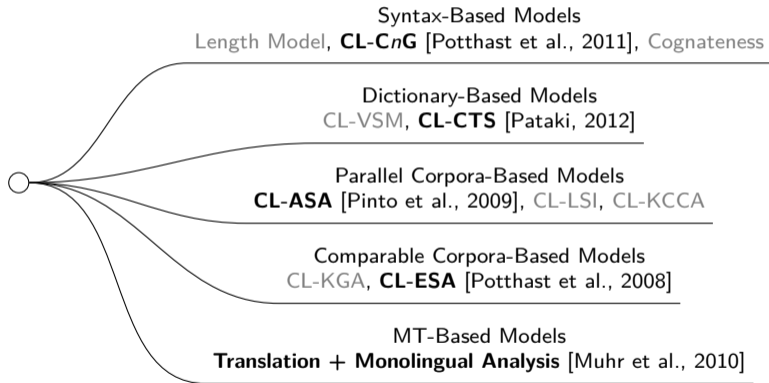 Syntax-Based Models
Length Model, CL-CnG [Potthast et al., 2011], Cognateness
Dictionary-Based Models
CL-VSM, CL-CTS [Pataki, 2012]
Parallel Corpora-Based Models
CL-ASA [Pinto et al., 2009], CL-LSI, CL-KCCA
Comparable Corpora-Based Models
CL-KGA, CL-ESA [Potthast et al., 2008]
MT-Based Models
Translation + Monolingual Analysis [Muhr et al., 2010]